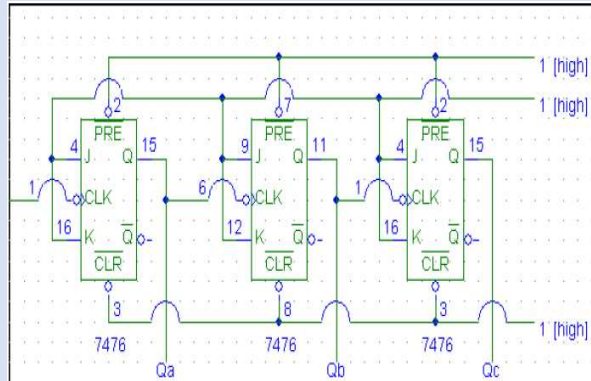 1 [high]
1 [high]
2 7 2
PRE PRE PRE
4 J Q 15 9 J Q 11 4 J Q 15
1 CLK 6 CLK 1 CLK
16 K Q 12 K Q 16 K Q
CLR CLR CLR
3 8 3
1 [high]
7476 7476 7476
Qa Qb Qc